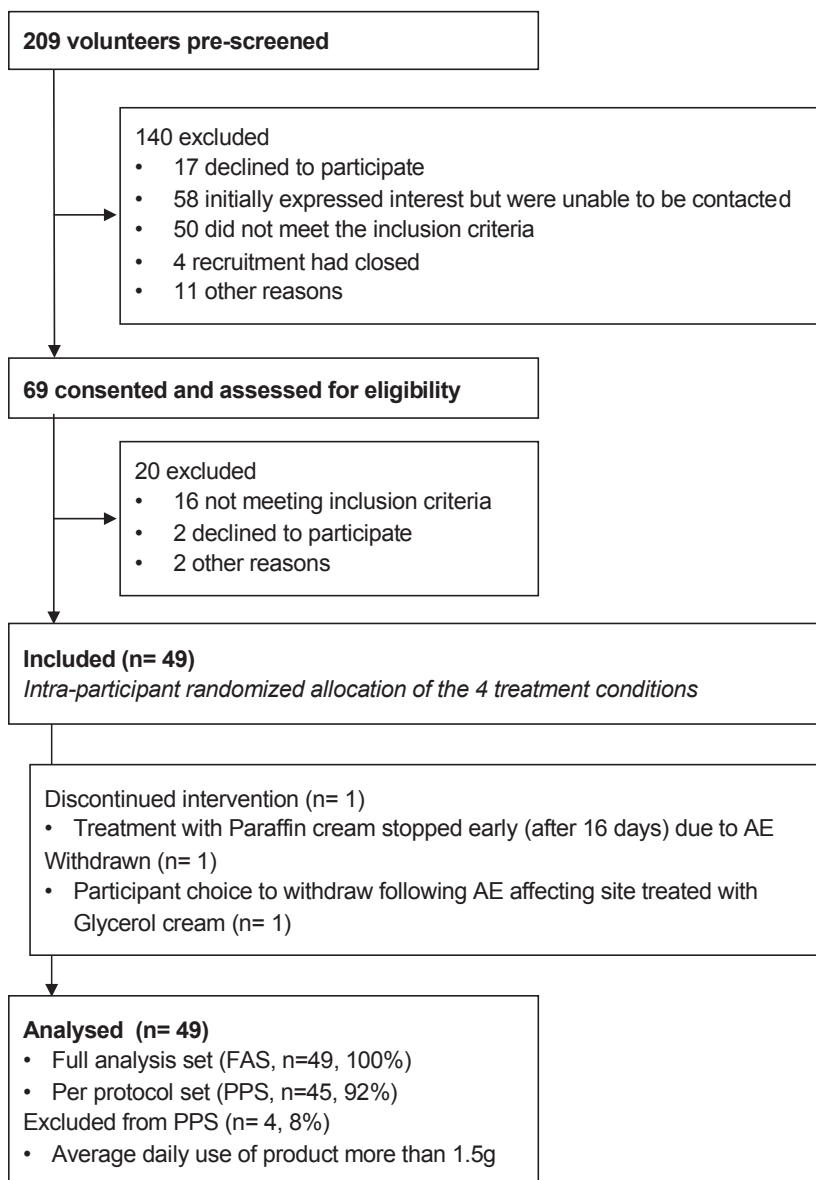 209 volunteers pre-screened
140 excluded
• 17 declined to participate
• 58 initially expressed interest but were unable to be contacted
• 50 did not meet the inclusion criteria
• 4 recruitment had closed
• 11 other reasons
69 consented and assessed for eligibility
20 excluded
• 16 not meeting inclusion criteria
• 2 declined to participate
• 2 other reasons
Included (n= 49)
Intra-participant randomized allocation of the 4 treatment conditions
Discontinued intervention (n= 1)
• Treatment with Paraffin cream stopped early (after 16 days) due to AE
Withdrawn (n= 1)
• Participant choice to withdraw following AE affecting site treated with
Glycerol cream (n= 1)
Analysed (n= 49)
• Full analysis set (FAS, n=49, 100%)
• Per protocol set (PPS, n=45, 92%)
Excluded from PPS (n= 4, 8%)
• Average daily use of product more than 1.5g